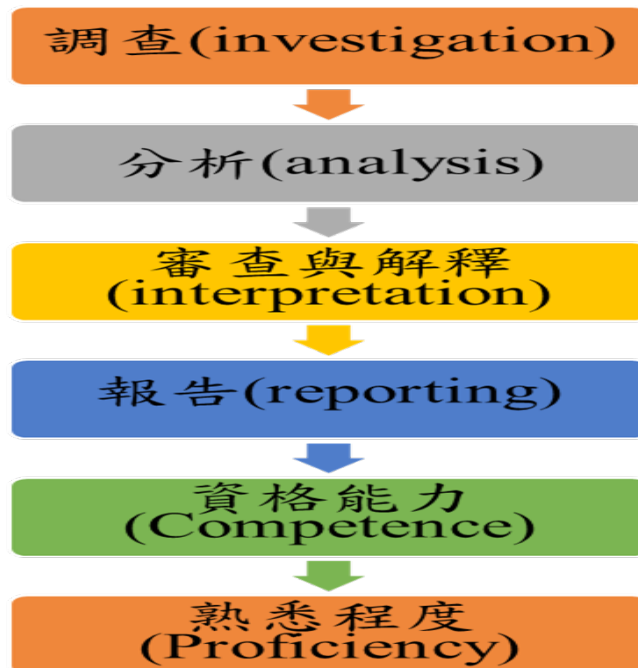 調查(investigation)
分析(analysis)
審查與解釋
(interpretation)
報告(reporting)
資格能力
(Competence)
熟悉程度
(Proficiency)